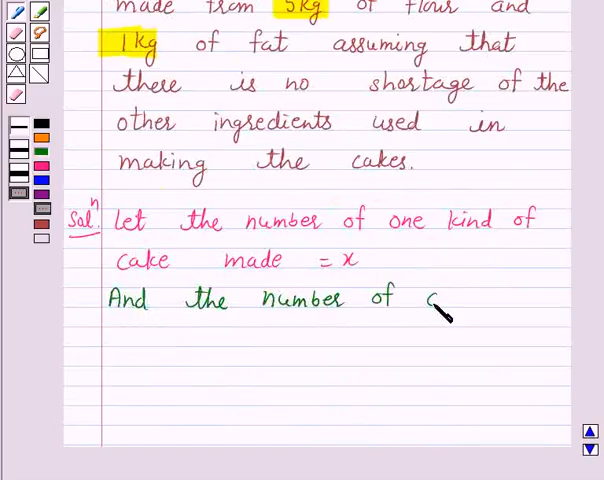 made from 5kg of flour and
1kg of fat assuming that
there is no shortage of the
other ingredients used in
making the cakes.
Solⁿ. Let the number of one kind of
cake made = x
And the number of